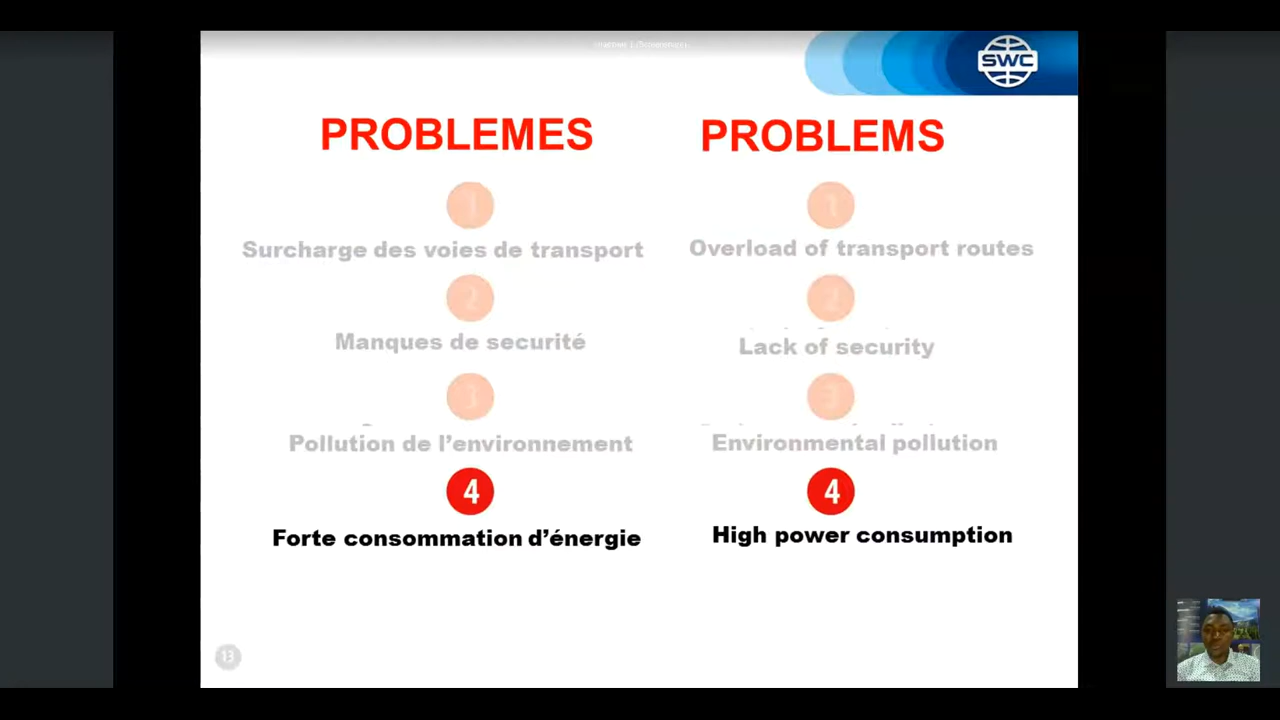 SWC
PROBLEMES
PROBLEMS
1
1
Surcharge des voies de transport
Overload of transport routes
2
2
Manques de securité
Lack of security
3
3
Pollution de l'environnement
Environmental pollution
4
4
Forte consommation d'énergie
High power consumption
13